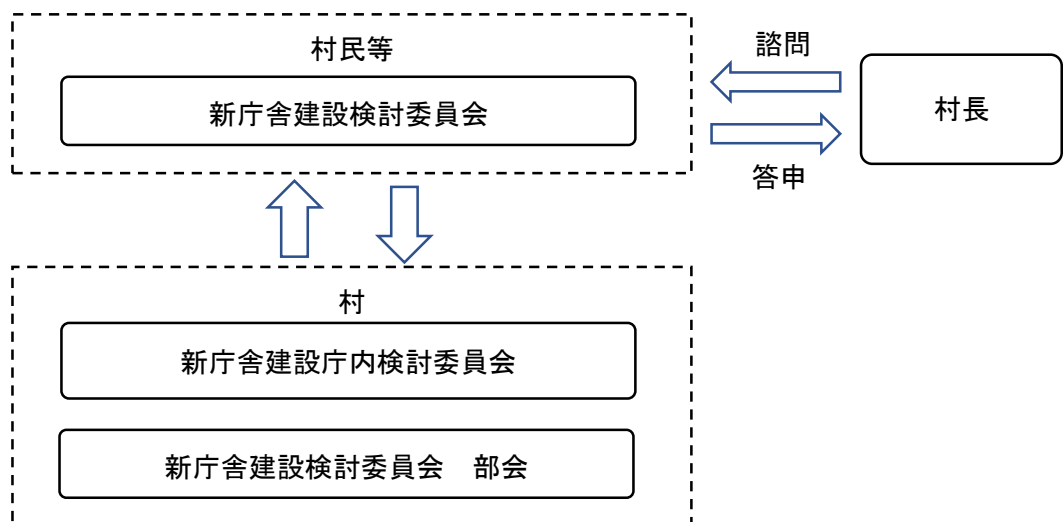 村民等
新庁舎建設検討委員会
諮問
村長
答申
村
新庁舎建設庁内検討委員会
新庁舎建設検討委員会　部会